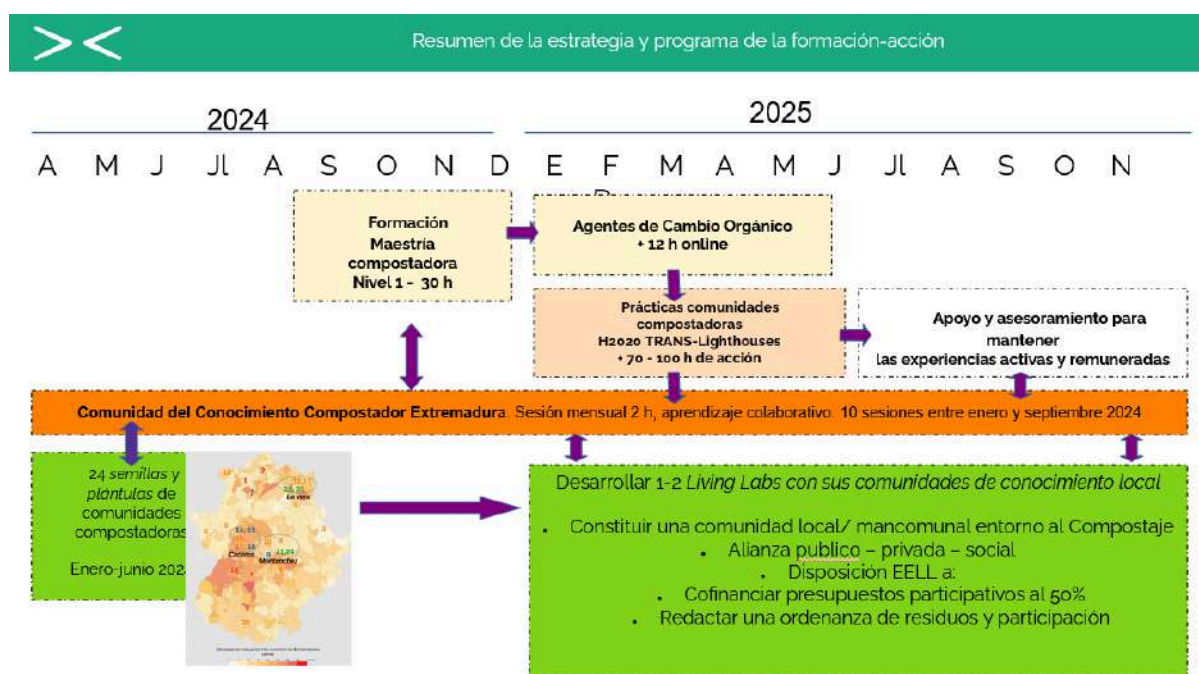 Resumen de la estrategia y programa de la formación-acción
2024
2025
A M J Jl A S O N D E F M A M J Jl A S O N
Formación
Maestría
compostadora
Nivel 1 - 30 h
Agentes de Cambio Orgánico
+ 12 h online
Prácticas comunidades
compostadoras
H2020 TRANS-Lighthouses
+ 70 - 100 h de acción
Apoyo y asesoramiento para
mantener
las experiencias activas y remuneradas
Comunidad del Conocimiento Compostador Extremadura. Sesión mensual 2 h, aprendizaje colaborativo. 10 sesiones entre enero y septiembre 2024
24 semillas y
plántulas de
comunidades
compostadoras
Enero-junio 202
La vera
Cáceres
Montánchez
Desarrollar 1-2 Living Labs con sus comunidades de conocimiento local
• Constituir una comunidad local/ mancomunal entorno al Compostaje
• Alianza publico – privada – social
• Disposición EELL a:
• Cofinanciar presupuestos participativos al 50%
• Redactar una ordenanza de residuos y participación